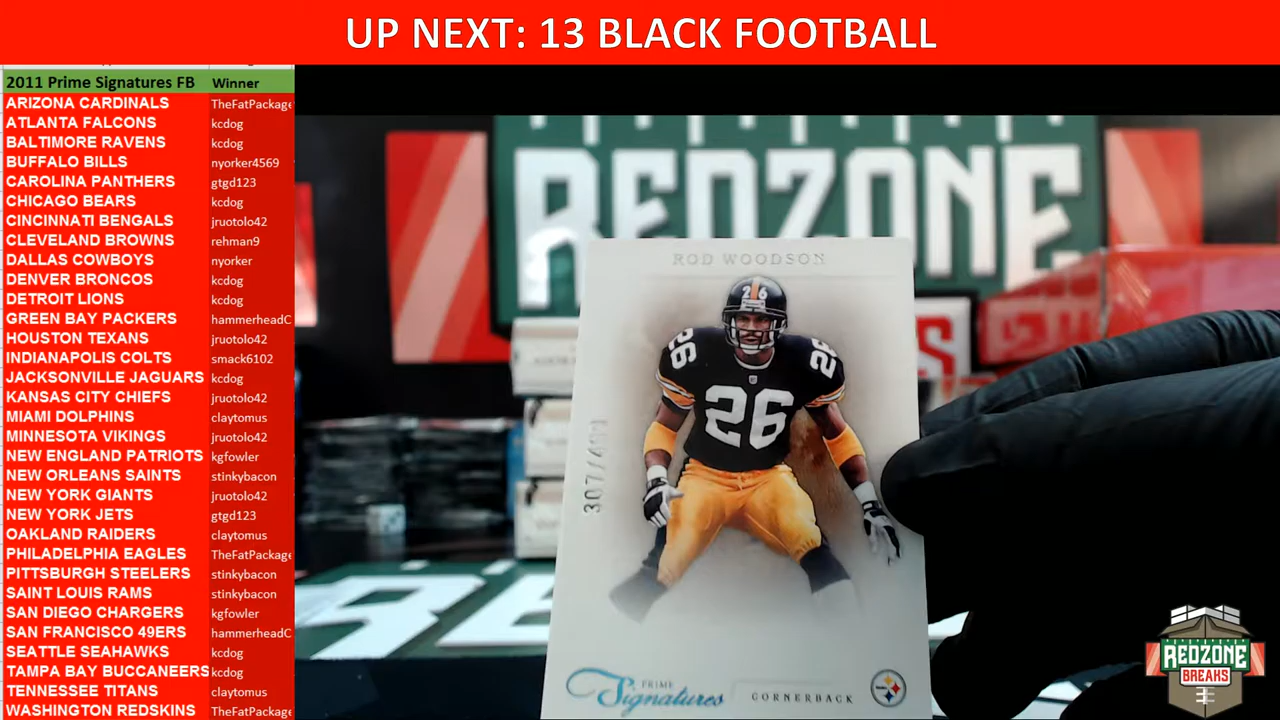 UP NEXT: 13 BLACK FOOTBALL
2011 Prime Signatures FB Winner
ARIZONA CARDINALS TheFatPackage
ATLANTA FALCONS kcdog
BALTIMORE RAVENS kcdog
BUFFALO BILLS nyorker4569
CAROLINA PANTHERS gtgd123
CHICAGO BEARS kcdog
CINCINNATI BENGALS jruotolo42
CLEVELAND BROWNS rehman9
DALLAS COWBOYS nyorker
DENVER BRONCOS kcdog
DETROIT LIONS kcdog
GREEN BAY PACKERS hammerheadC
HOUSTON TEXANS jruotolo42
INDIANAPOLIS COLTS smack6102
JACKSONVILLE JAGUARS kcdog
KANSAS CITY CHIEFS jruotolo42
MIAMI DOLPHINS claytomus
MINNESOTA VIKINGS jruotolo42
NEW ENGLAND PATRIOTS kgfowler
NEW ORLEANS SAINTS stinkybacon
NEW YORK GIANTS jruotolo42
NEW YORK JETS gtgd123
OAKLAND RAIDERS claytomus
PHILADELPHIA EAGLES TheFatPackage
PITTSBURGH STEELERS stinkybacon
SAINT LOUIS RAMS stinkybacon
SAN DIEGO CHARGERS kgfowler
SAN FRANCISCO 49ERS hammerheadC
SEATTLE SEAHAWKS kcdog
TAMPA BAY BUCCANEERS kcdog
TENNESSEE TITANS claytomus
WASHINGTON REDSKINS TheFatPackage
REDZONE
ROD WOODSON
26
26
26
26
307/499
PRIME
Signatures
CORNERBACK
Steelers
REDZONE
BREAKS